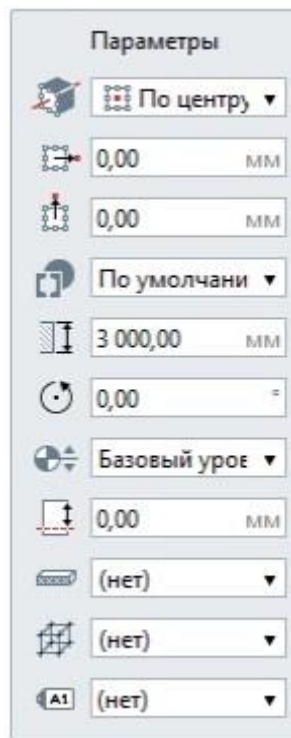 Параметры
По центру
0,00 мм
0,00 мм
По умолчани
3 000,00 мм
0,00 °
Базовый уров
0,00 мм
(нет)
(нет)
A1 (нет)